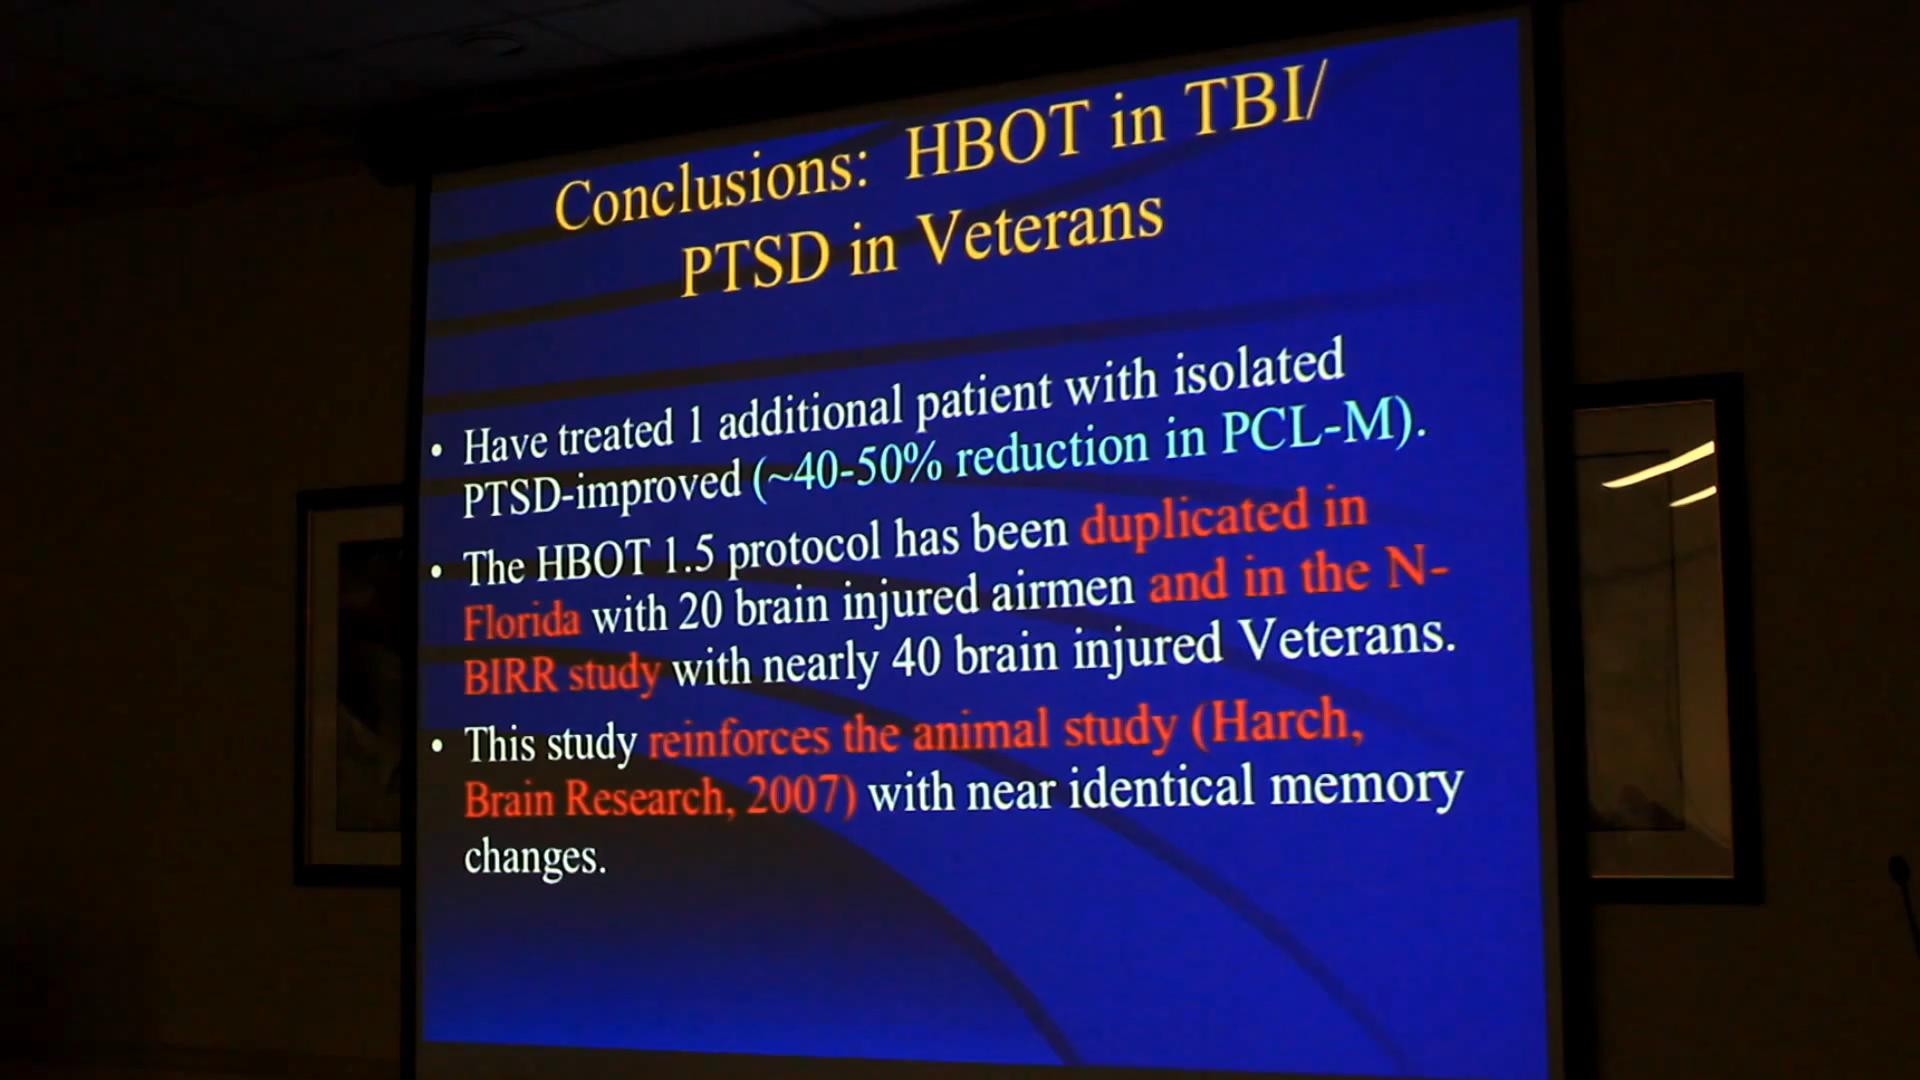 Conclusions: HBOT in TBI/
PTSD in Veterans
• Have treated 1 additional patient with isolated
PTSD-improved (~40-50% reduction in PCL-M).
• The HBOT 1.5 protocol has been duplicated in
Florida with 20 brain injured airmen and in the N-
BIRR study with nearly 40 brain injured Veterans.
• This study reinforces the animal study (Harch,
Brain Research, 2007) with near identical memory
changes.